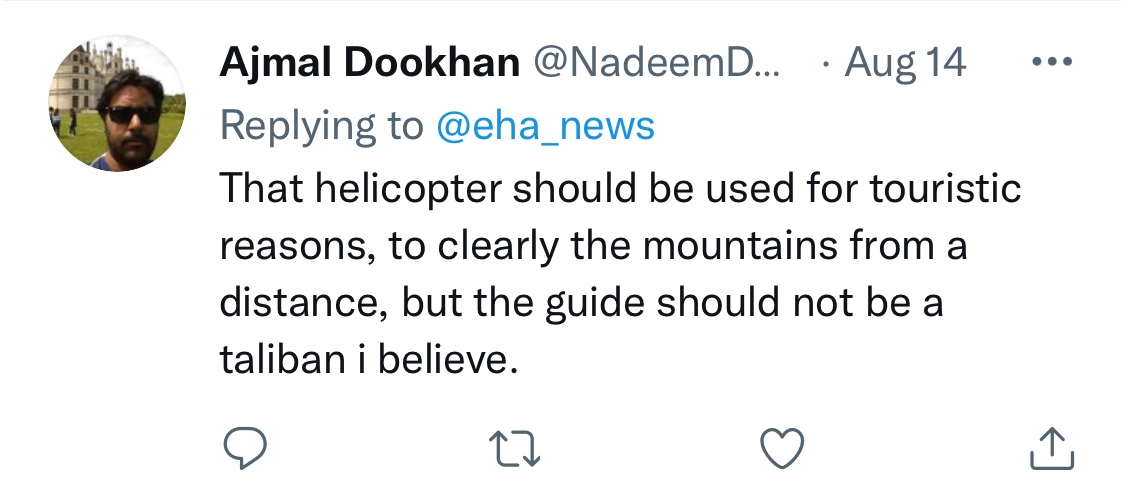 Ajmal Dookhan @NadeemD... · Aug 14
Replying to @eha_news
That helicopter should be used for touristic
reasons, to clearly the mountains from a
distance, but the guide should not be a
taliban i believe.